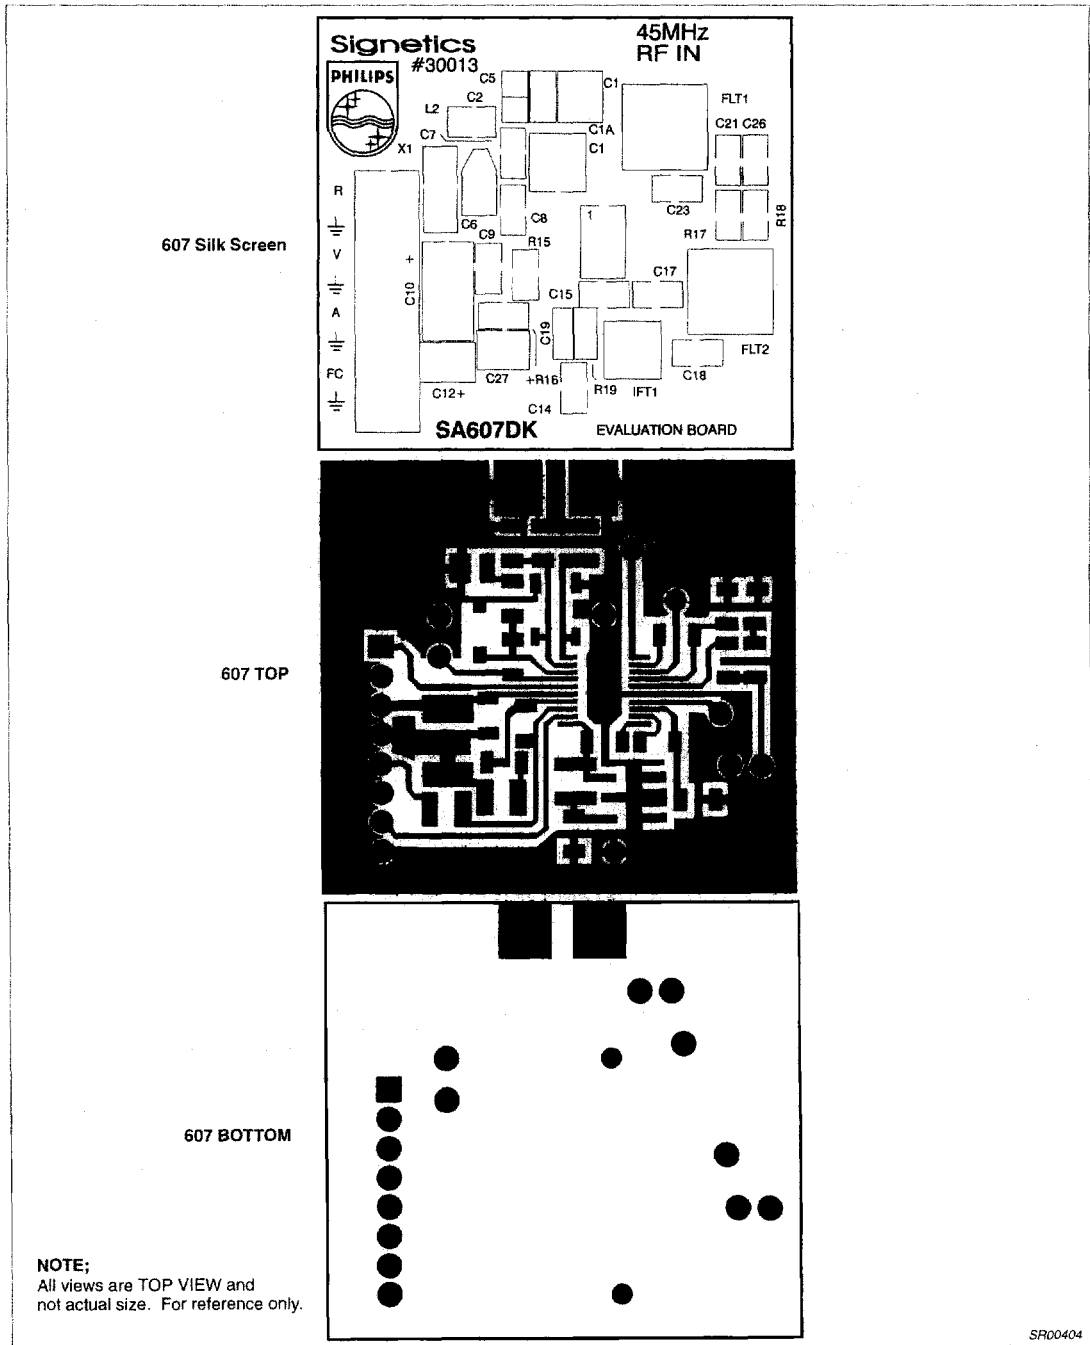 Signetics
#30013
PHILIPS
45MHz
RF IN
C5
C1
FLT1
L2
C2
C1A
C21 C26
C7
X1
C1
R
C23
R18
C6
C8
1
R17
607 Silk Screen
V
C9
R15
+
C10
C15
C17
A
C19
FLT2
FC
C27
+R16
R19
IFT1
C18
C12+
C14
SA607DK
EVALUATION BOARD
607 TOP
607 BOTTOM
NOTE;
All views are TOP VIEW and
not actual size. For reference only.
SR00404